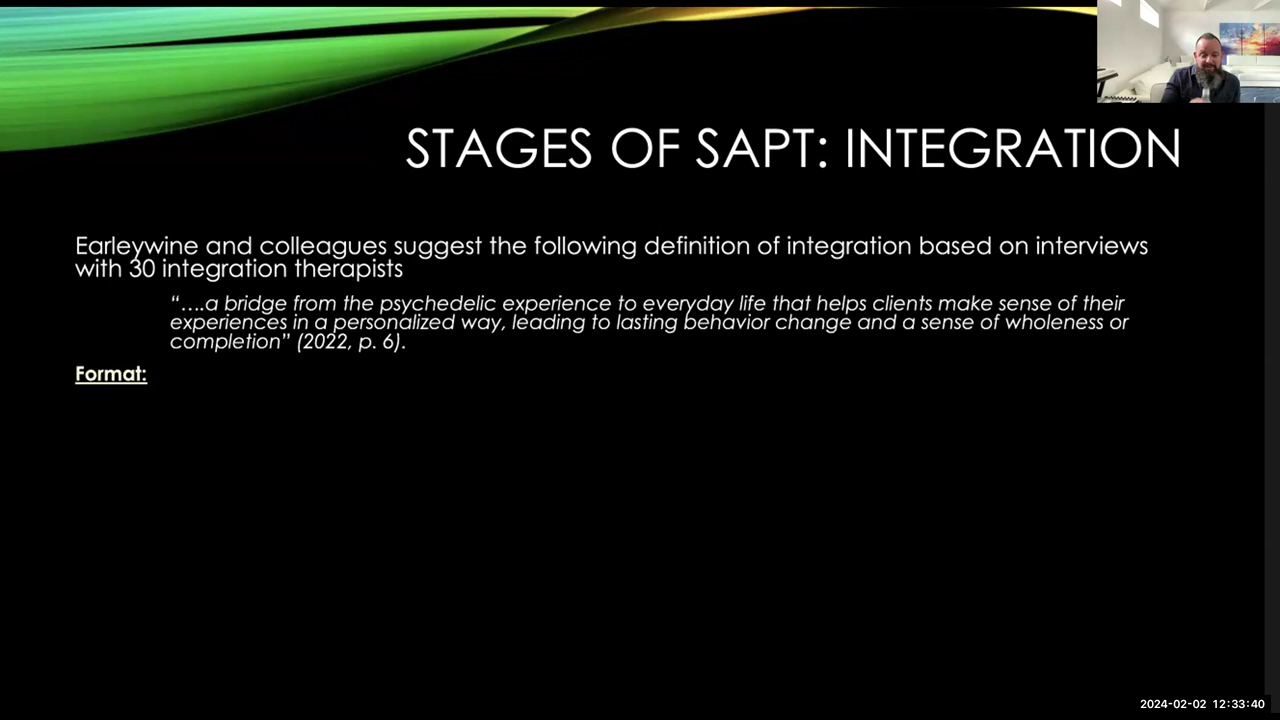 STAGES OF SAPT: INTEGRATION
Earleywine and colleagues suggest the following definition of integration based on interviews
with 30 integration therapists
“….a bridge from the psychedelic experience to everyday life that helps clients make sense of their
experiences in a personalized way, leading to lasting behavior change and a sense of wholeness or
completion” (2022, p. 6).
Format:
2024-02-02 12:33:40